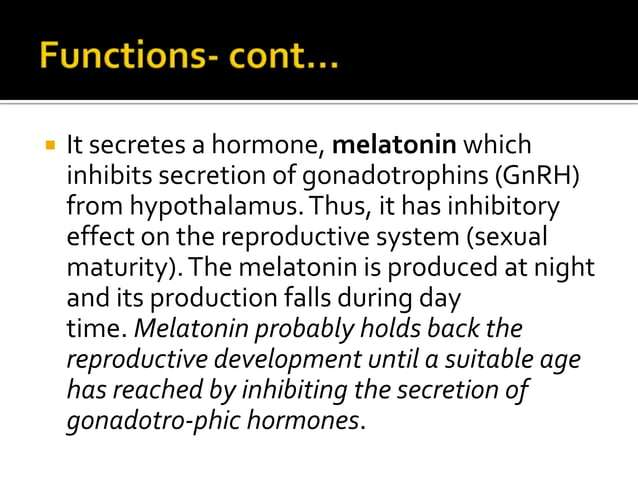 Functions- cont...
It secretes a hormone, melatonin which
inhibits secretion of gonadotrophins (GnRH)
from hypothalamus. Thus, it has inhibitory
effect on the reproductive system (sexual
maturity). The melatonin is produced at night
and its production falls during day
time. Melatonin probably holds back the
reproductive development until a suitable age
has reached by inhibiting the secretion of
gonadotro-phic hormones.